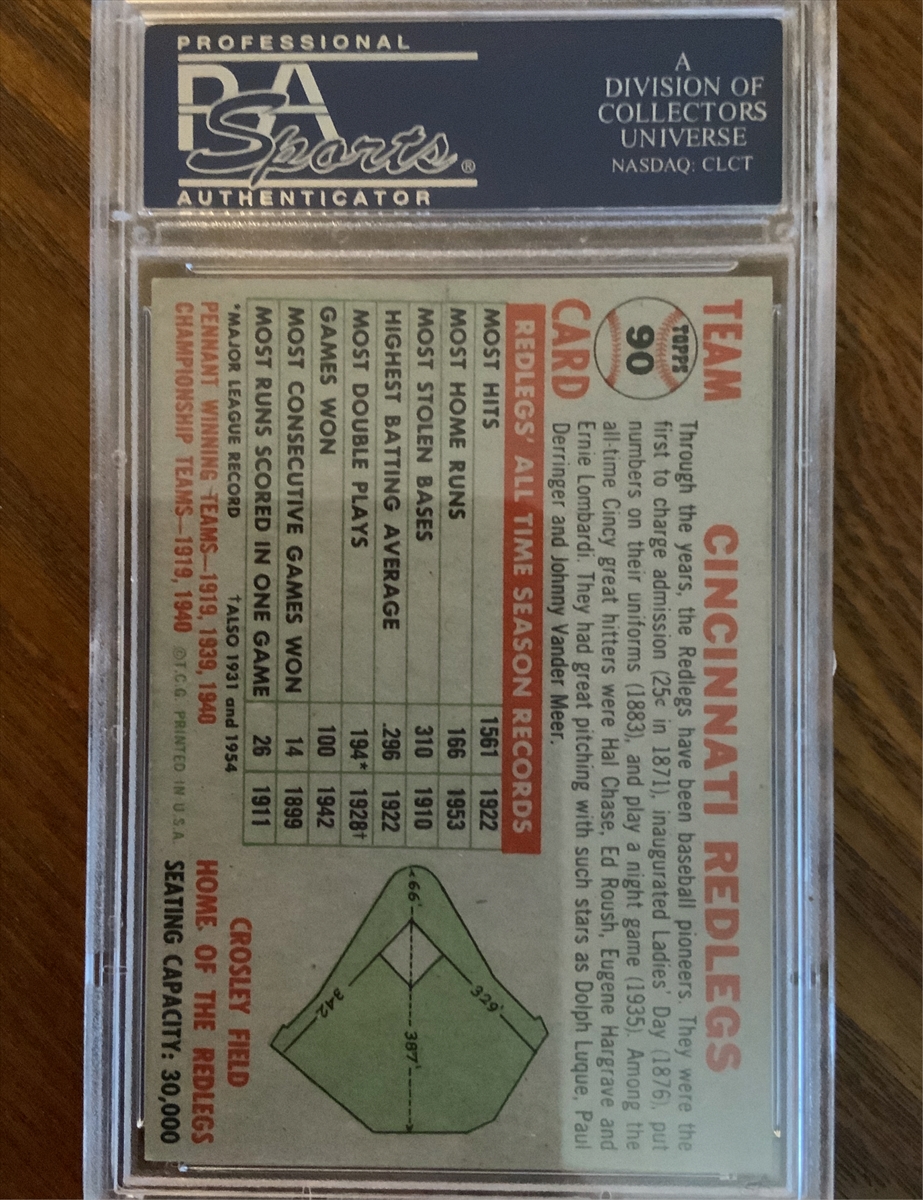 PROFESSIONAL
PSA
Sports®
AUTHENTICATOR
A
DIVISION OF
COLLECTORS
UNIVERSE
NASDAQ: CLCT
TEAM
TOPPS
90
CARD
CINCINNATI REDLEGS
Through the years, the Redlegs have been baseball pioneers. They were the
first to charge admission (25c in 1871), inaugurated Ladies' Day (1876), put
numbers on their uniforms (1883), and play a night game (1935). Among the
all-time Cincy great hitters were Hal Chase, Ed Roush, Eugene Hargrave and
Ernie Lombardi. They had great pitching with such stars as Dolph Luque, Paul
Derringer and Johnny Vander Meer.
REDLEGS' ALL TIME SEASON RECORDS
MOST HITS 1561 1922
MOST HOME RUNS 166 1953
MOST STOLEN BASES 310 1910
HIGHEST BATTING AVERAGE .296 1922
MOST DOUBLE PLAYS 194* 1928†
GAMES WON 100 1942
MOST CONSECUTIVE GAMES WON 14 1899
MOST RUNS SCORED IN ONE GAME 26 1911
*MAJOR LEAGUE RECORD †ALSO 1931 and 1954
PENNANT WINNING TEAMS—1919, 1939, 1940
CHAMPIONSHIP TEAMS—1919, 1940 ©T.C.G. PRINTED IN U.S.A.
66'
329'
387'
342'
CROSLEY FIELD
HOME OF THE REDLEGS
SEATING CAPACITY: 30,000